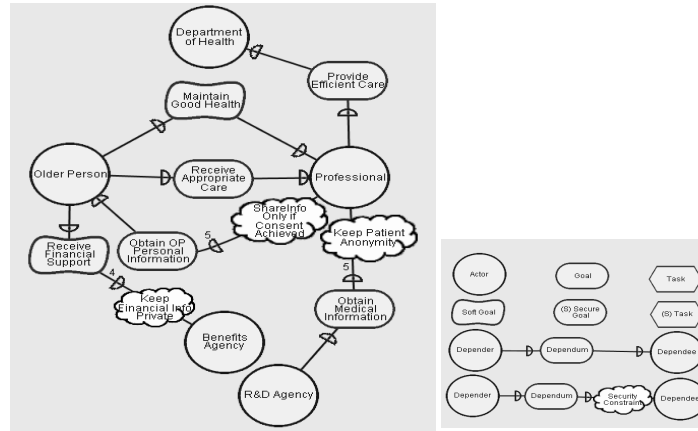 Department
of Health
Provide
Efficient Care
Maintain
Good Health
Older Person
Receive
Appropriate
Care
Professional
ShareInfo
Only if
Consent
Achieved
Keep Patient
Anonymity
5
Obtain OP
Personal
Information
Receive
Financial
Support
4
5
Keep
Financial Info
Private
Obtain
Medical
Information
Benefits
Agency
R&D Agency
Actor
Goal
Task
Soft Goal
(S) Secure
Goal
(S) Task
Depender
Dependum
Dependee
Depender
Dependum
Security
Constraint
Dependee